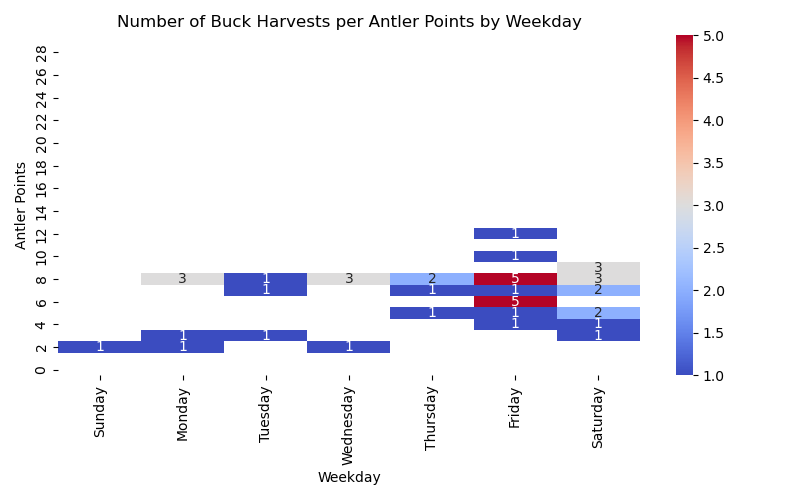 Number of Buck Harvests per Antler Points by Weekday
Antler Points
28
26
24
22
20
18
16
14
12
10
8
6
4
2
0
1
1
3
3 1 3 2 5 3
1 1 1 2
5
1 1 2
1 1
1 1 1
1 1 1
Sunday
Monday
Tuesday
Wednesday
Thursday
Friday
Saturday
Weekday
5.0
4.5
4.0
3.5
3.0
2.5
2.0
1.5
1.0